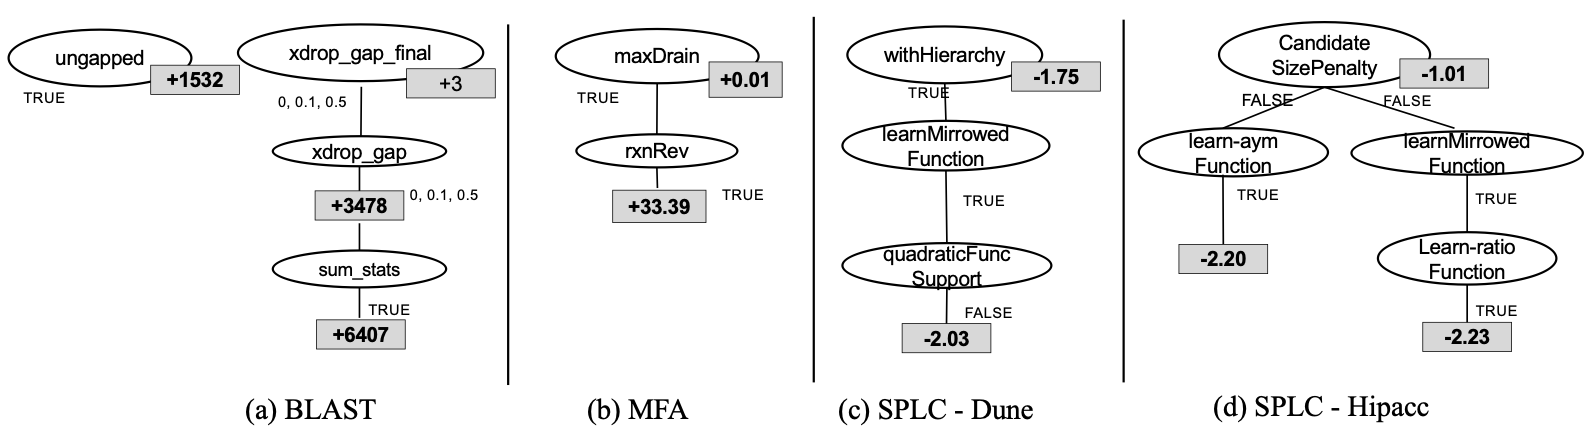 ungapped
+1532
TRUE
xdrop_gap_final
+3
0, 0.1, 0.5
xdrop_gap
+3478
0, 0.1, 0.5
sum_stats
TRUE
+6407
(a) BLAST
maxDrain
+0.01
TRUE
rxnRev
+33.39
TRUE
(b) MFA
withHierarchy
-1.75
TRUE
learnMirrowed
Function
TRUE
quadraticFunc
Support
FALSE
-2.03
(c) SPLC - Dune
Candidate
SizePenalty
-1.01
FALSE
FALSE
learn-aym
Function
TRUE
-2.20
learnMirrowed
Function
TRUE
Learn-ratio
Function
TRUE
-2.23
(d) SPLC - Hipacc